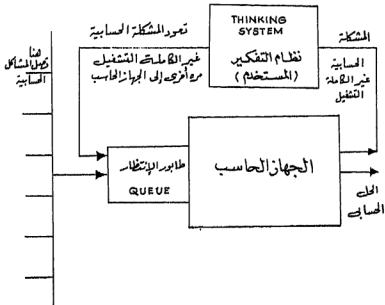 THINKING
SYSTEM
نظام التفكير
(المستخدم)
تعود المشكلة الحسابية
غير الكاملة التشغيل
مرة أخرى إلى الجهاز الحاسب
المشكلة
الحسابية
غير الكاملة
التشغيل
هنا
تصل المشاكل
الحسابية
طابور الإنتظار
QUEUE
الجهاز الحاسب
الحل
الحسابى